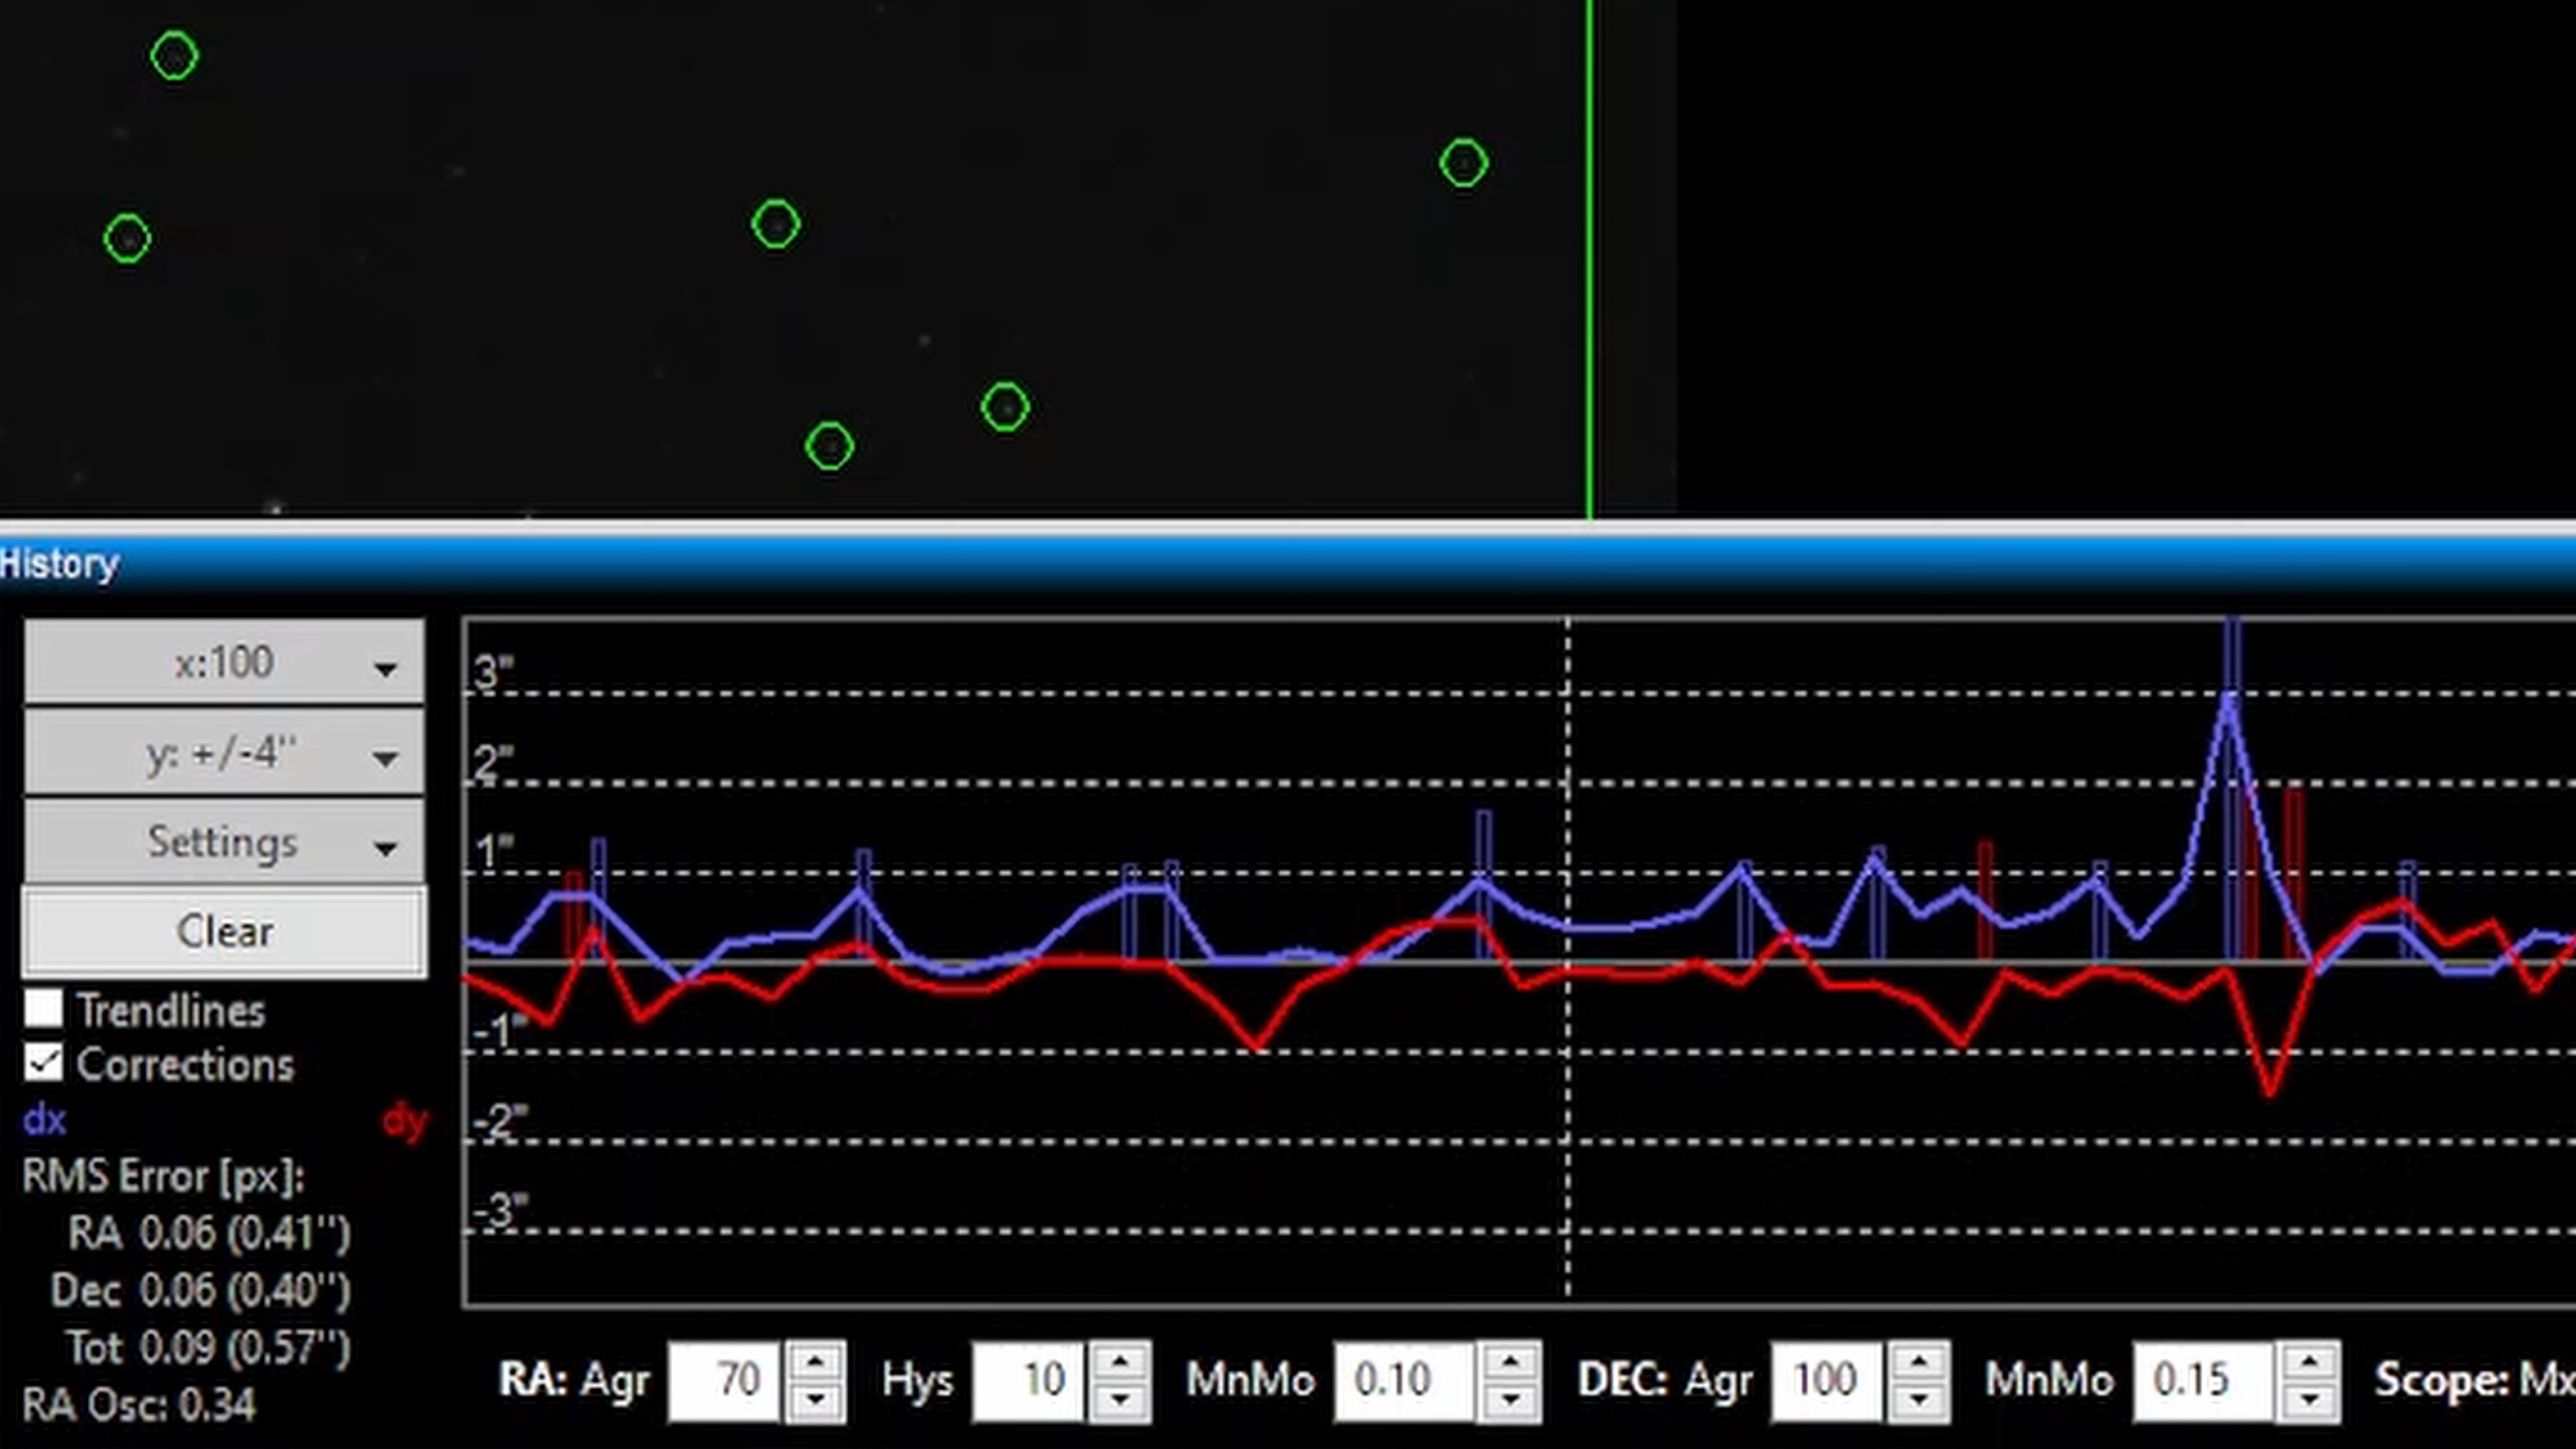 History
x:100
y: +/-4"
Settings
Clear
Trendlines
Corrections
dx dy
RMS Error [px]:
RA 0.06 (0.41")
Dec 0.06 (0.40")
Tot 0.09 (0.57")
RA Osc: 0.34
3"
2"
1"
-1"
-2"
-3"
RA: Agr 70 Hys 10 MnMo 0.10 DEC: Agr 100 MnMo 0.15 Scope: Mx